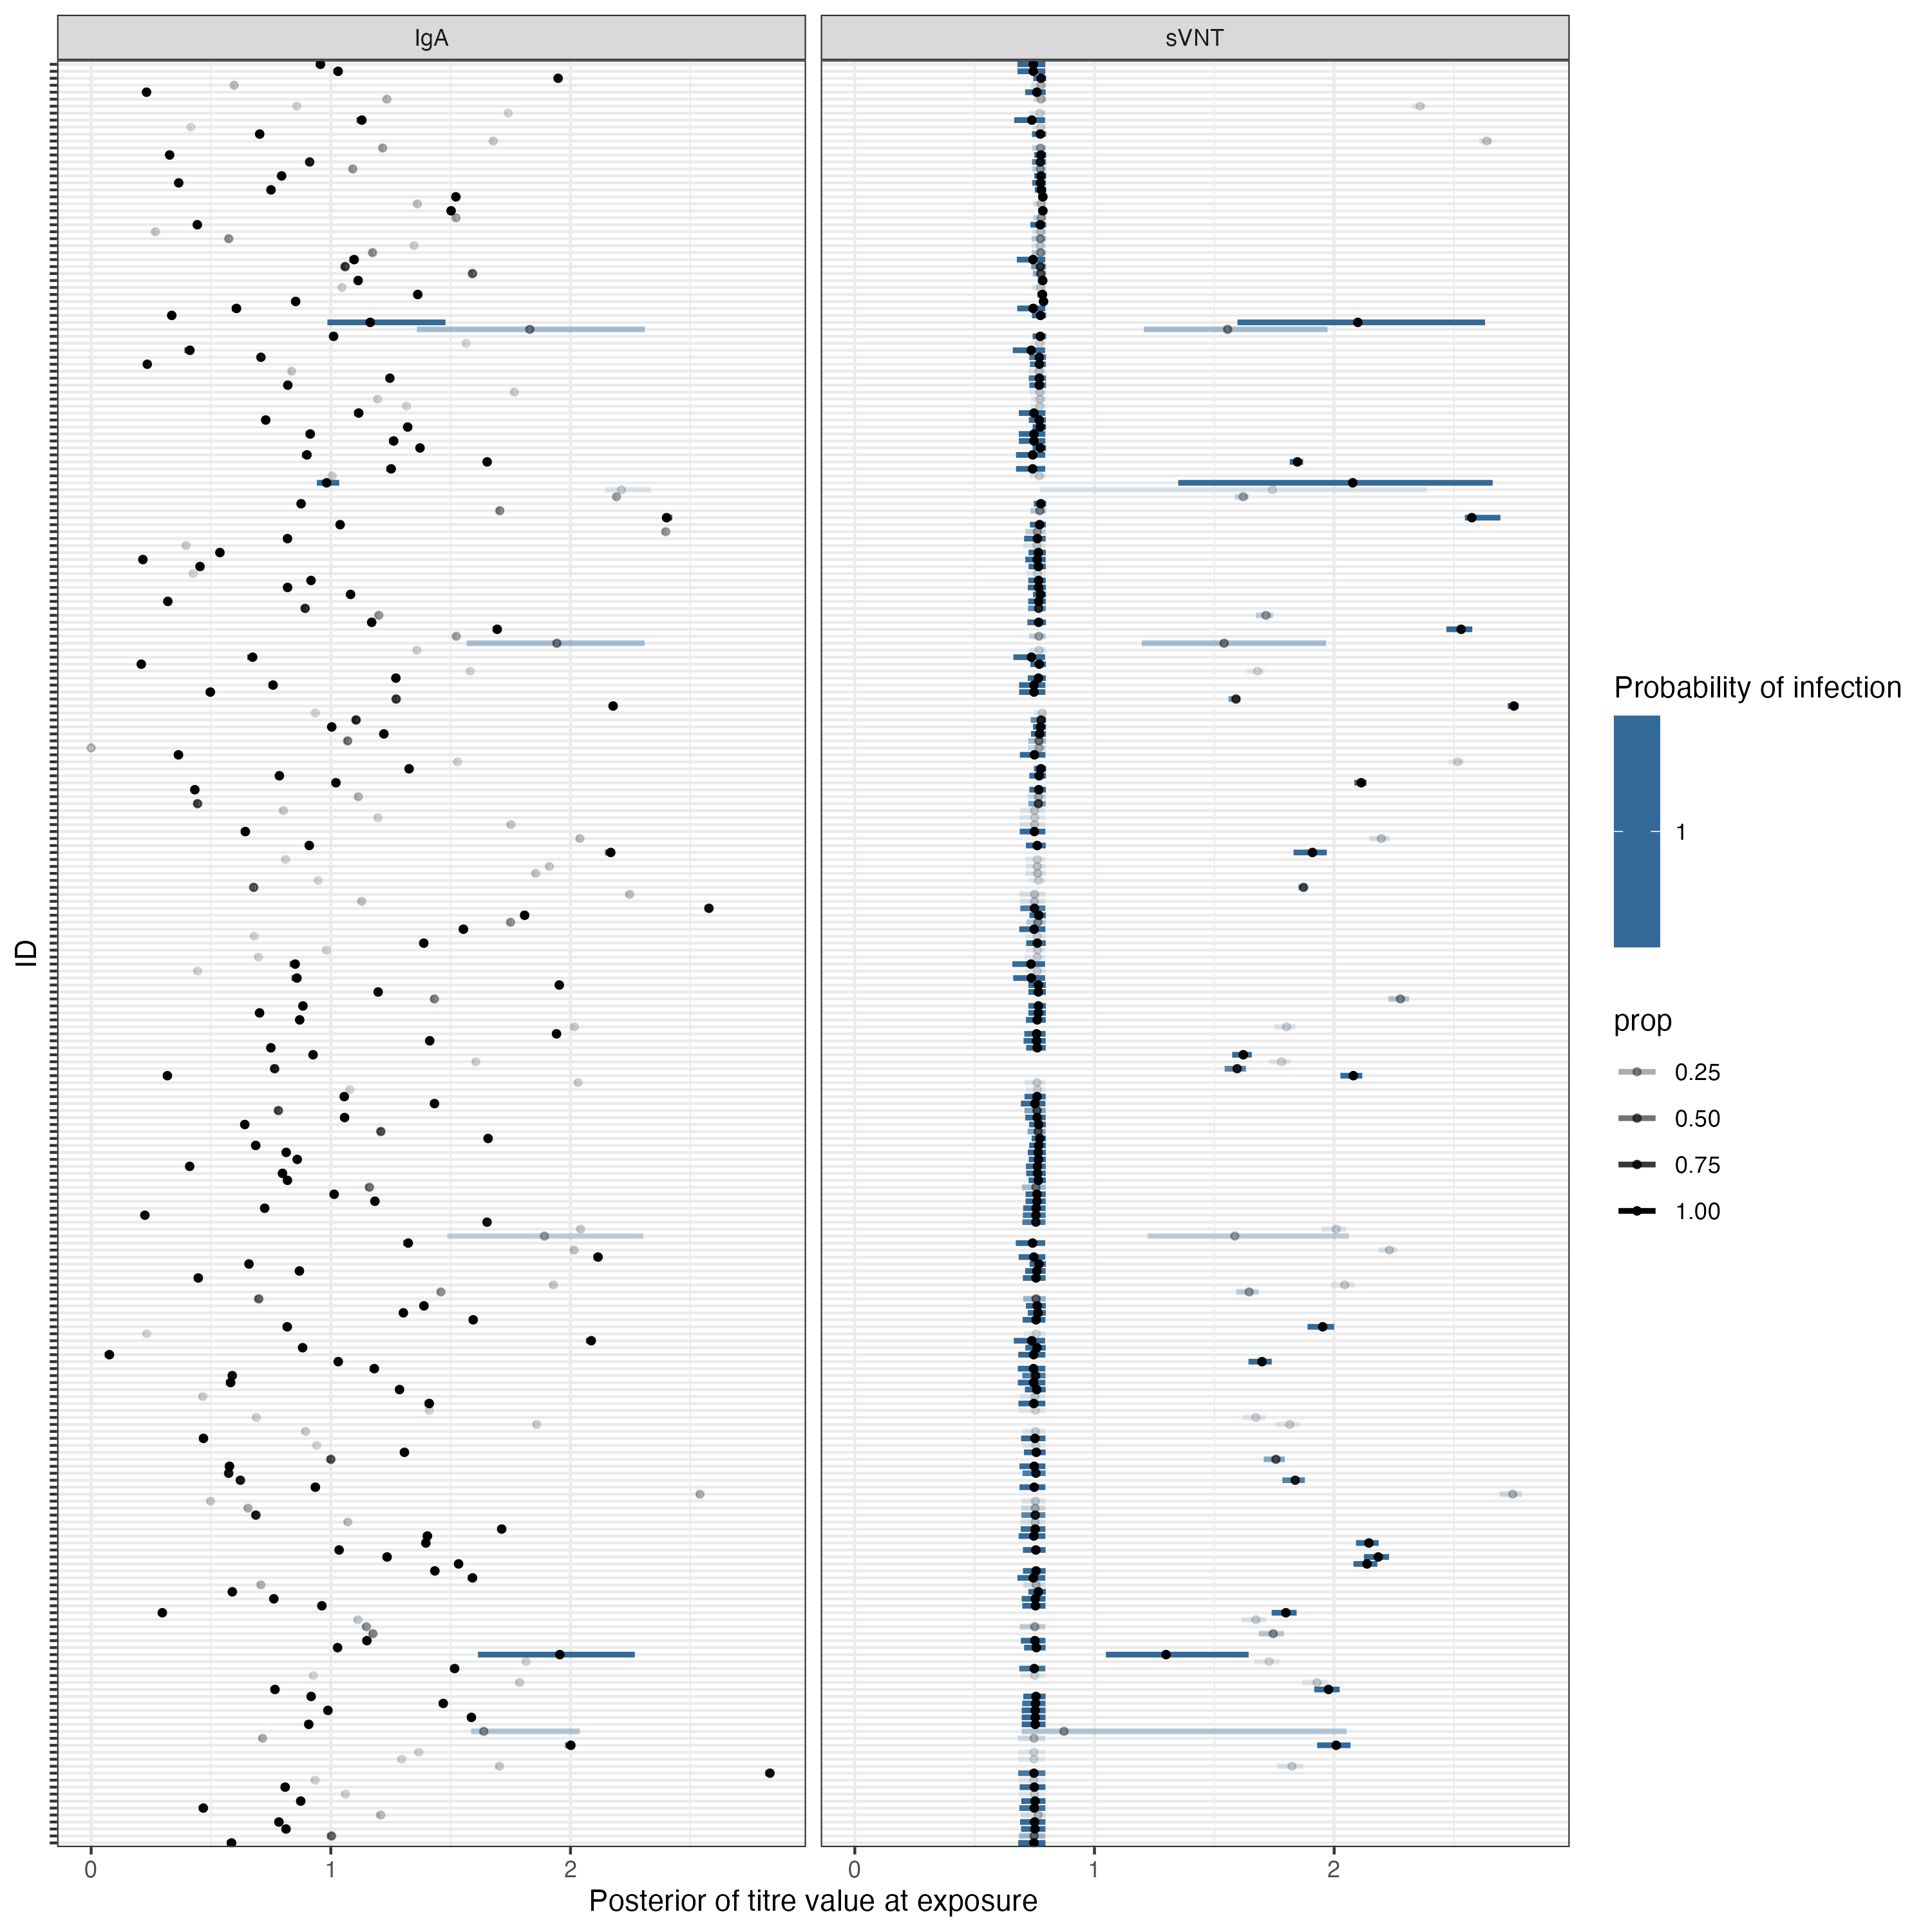 IgA
sVNT
ID
0
1
2
0
1
2
Posterior of titre value at exposure
Probability of infection
1
prop
0.25
0.50
0.75
1.00